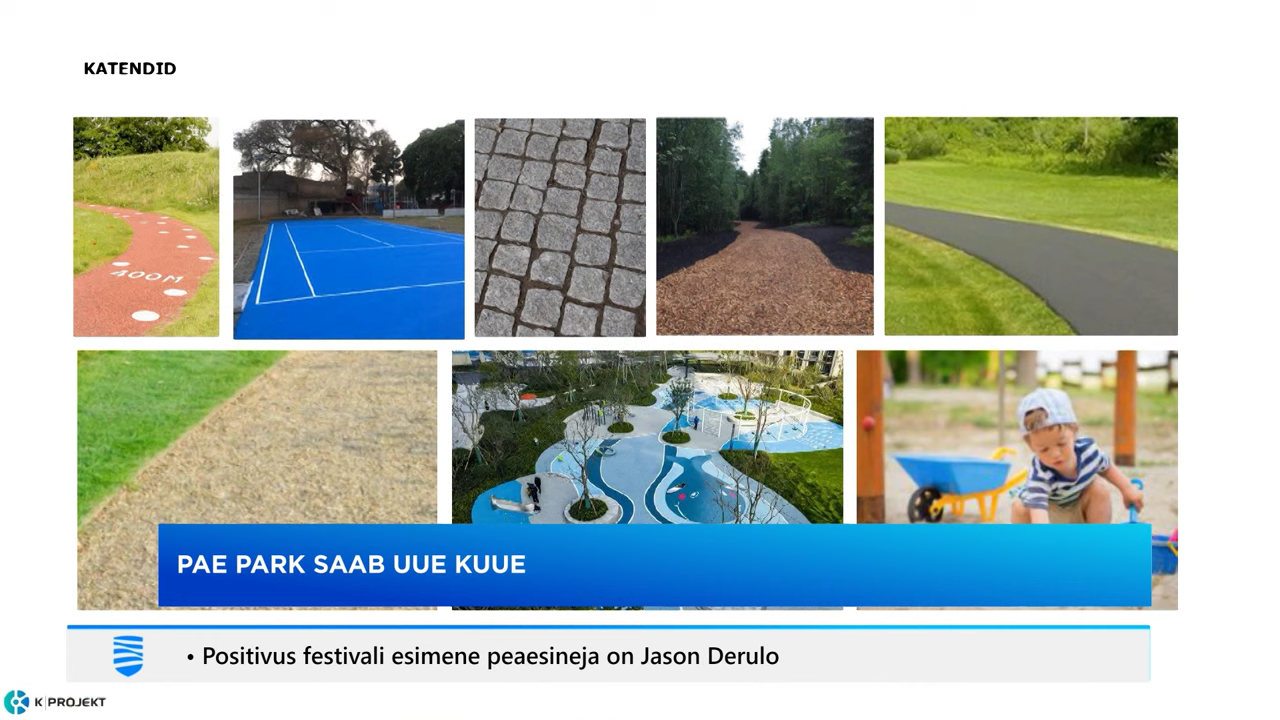 KATENDID
400M
PAE PARK SAAB UUE KUUE
• Positivus festivali esimene peaesineja on Jason Derulo
K PROJEKT